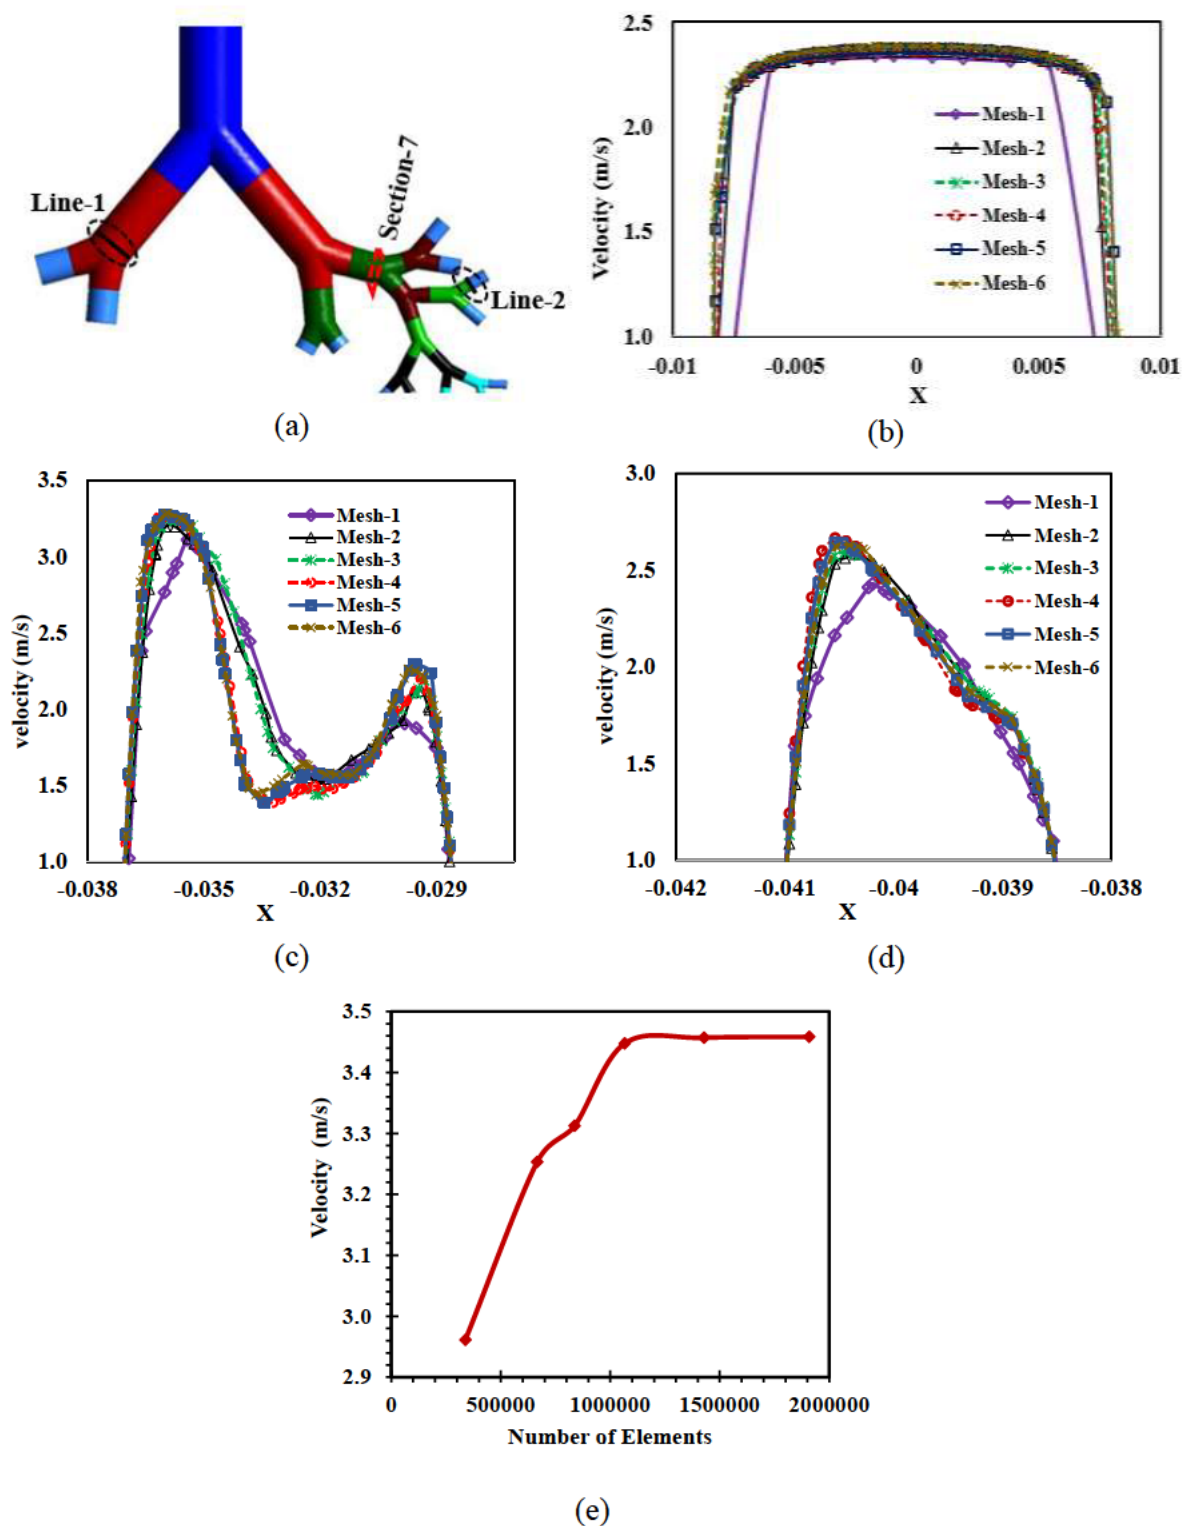 Line-1
Section-7
Line-2
(a)
2.5
2.0
1.5
1.0
Velocity (m/s)
Mesh-1
Mesh-2
Mesh-3
Mesh-4
Mesh-5
Mesh-6
-0.01
-0.005
0
0.005
0.01
X
(b)
3.5
3.0
2.5
2.0
1.5
1.0
velocity (m/s)
Mesh-1
Mesh-2
Mesh-3
Mesh-4
Mesh-5
Mesh-6
-0.038
-0.035
-0.032
-0.029
X
(c)
3.0
2.5
2.0
1.5
1.0
velocity (m/s)
Mesh-1
Mesh-2
Mesh-3
Mesh-4
Mesh-5
Mesh-6
-0.042
-0.041
-0.04
-0.039
-0.038
X
(d)
3.5
3.4
3.3
3.2
3.1
3.0
2.9
Velocity (m/s)
0
500000
1000000
1500000
2000000
Number of Elements
(e)